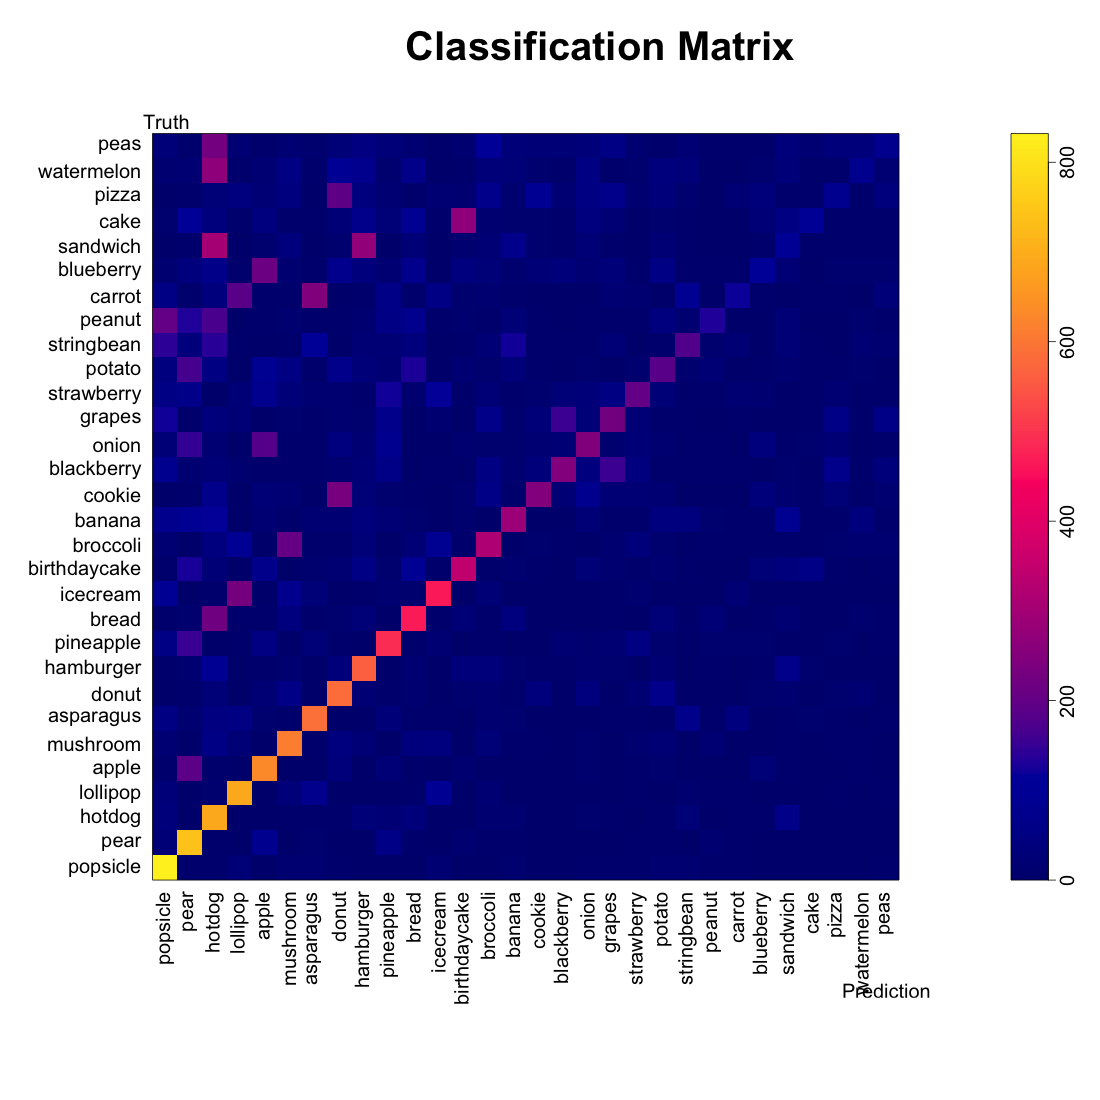 Classification Matrix
Truth
peas
watermelon
pizza
cake
sandwich
blueberry
carrot
peanut
stringbean
potato
strawberry
grapes
onion
blackberry
cookie
banana
broccoli
birthdaycake
icecream
bread
pineapple
hamburger
donut
asparagus
mushroom
apple
lollipop
hotdog
pear
popsicle
popsicle
pear
hotdog
lollipop
apple
mushroom
asparagus
donut
hamburger
pineapple
bread
icecream
birthdaycake
broccoli
banana
cookie
blackberry
onion
grapes
strawberry
potato
stringbean
peanut
carrot
blueberry
sandwich
cake
pizza
watermelon
peas
Prediction
800
600
400
200
0